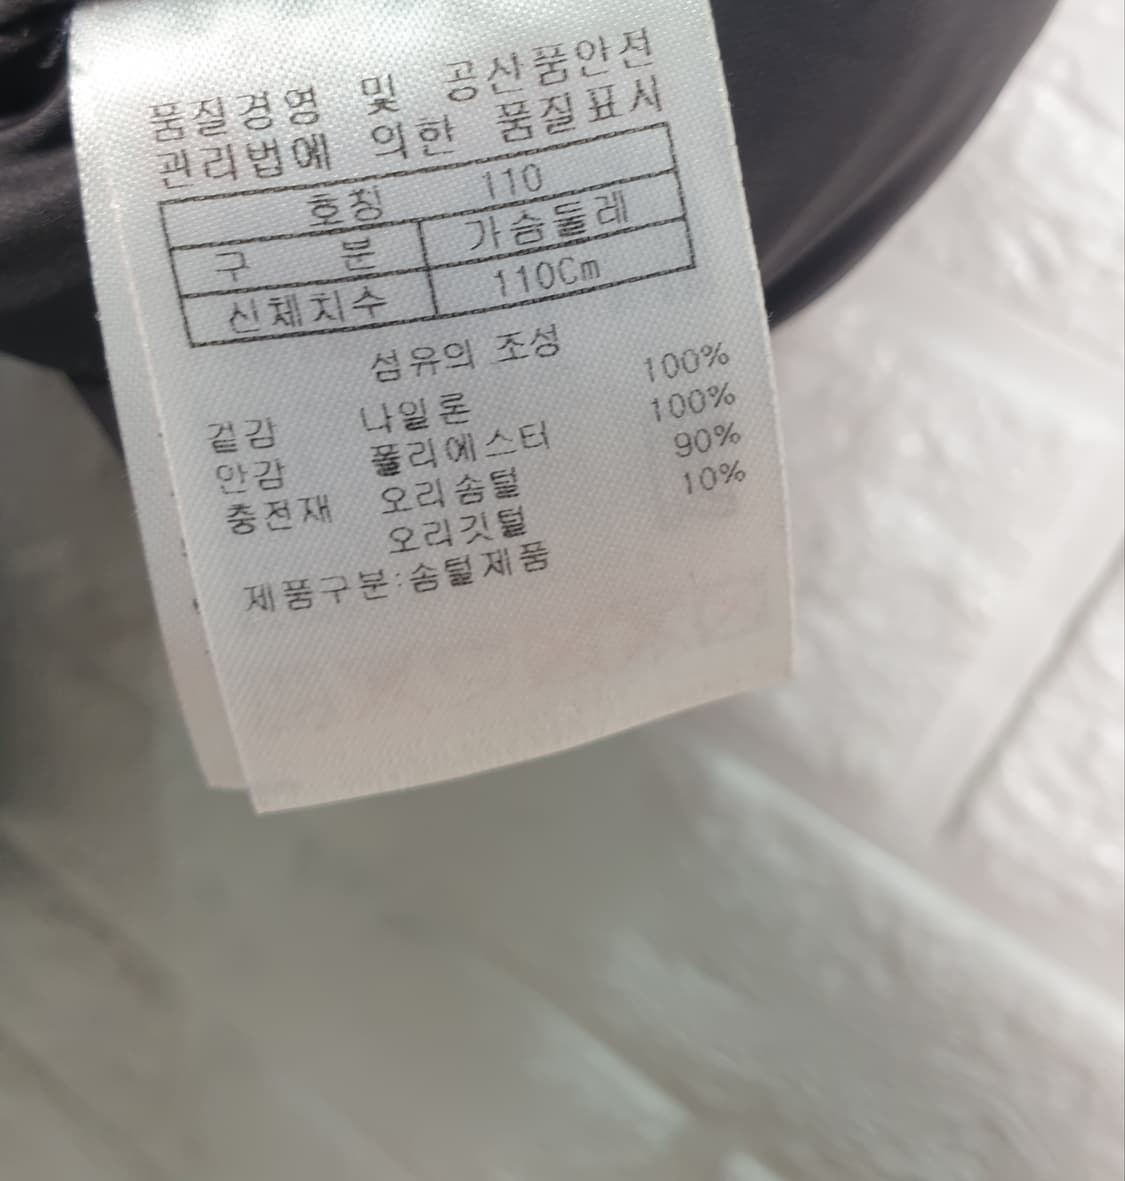 품질경영 및 공산품안전
관리법에 의한 품질표시
호칭 110
구 분 가슴둘레
신체치수 110Cm
섬유의 조성
겉감 나일론 100%
안감 폴리에스터 100%
충전재 오리솜털 90%
오리깃털 10%
제품구분:솜털제품